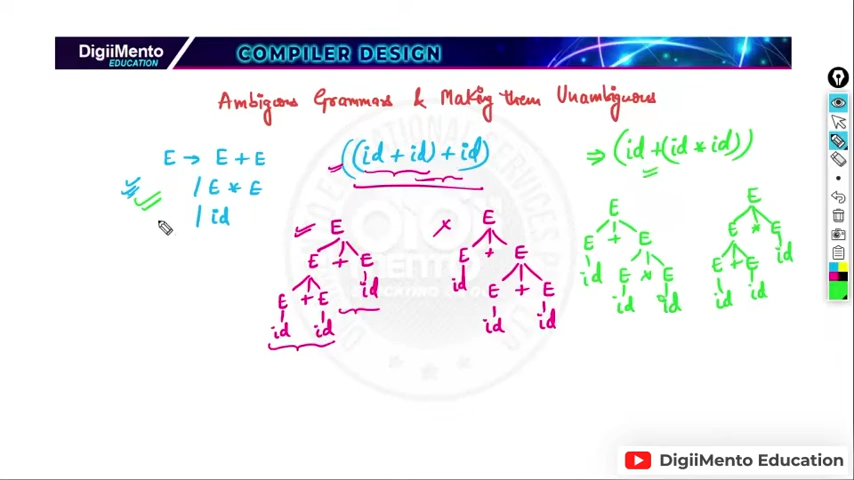 DigiiMento
EDUCATION
COMPILER DESIGN
Ambiguous Grammars & Making them Unambiguous
E → E + E
/ E * E
/ id
((id + id) + id)
⇒ (id + (id * id))
E
E + E
E + E id
id id
E
E + E
id E + E
id id
E
E + E
id E * E
id id
E
E * E
E + E id
id id
DigiiMento Education